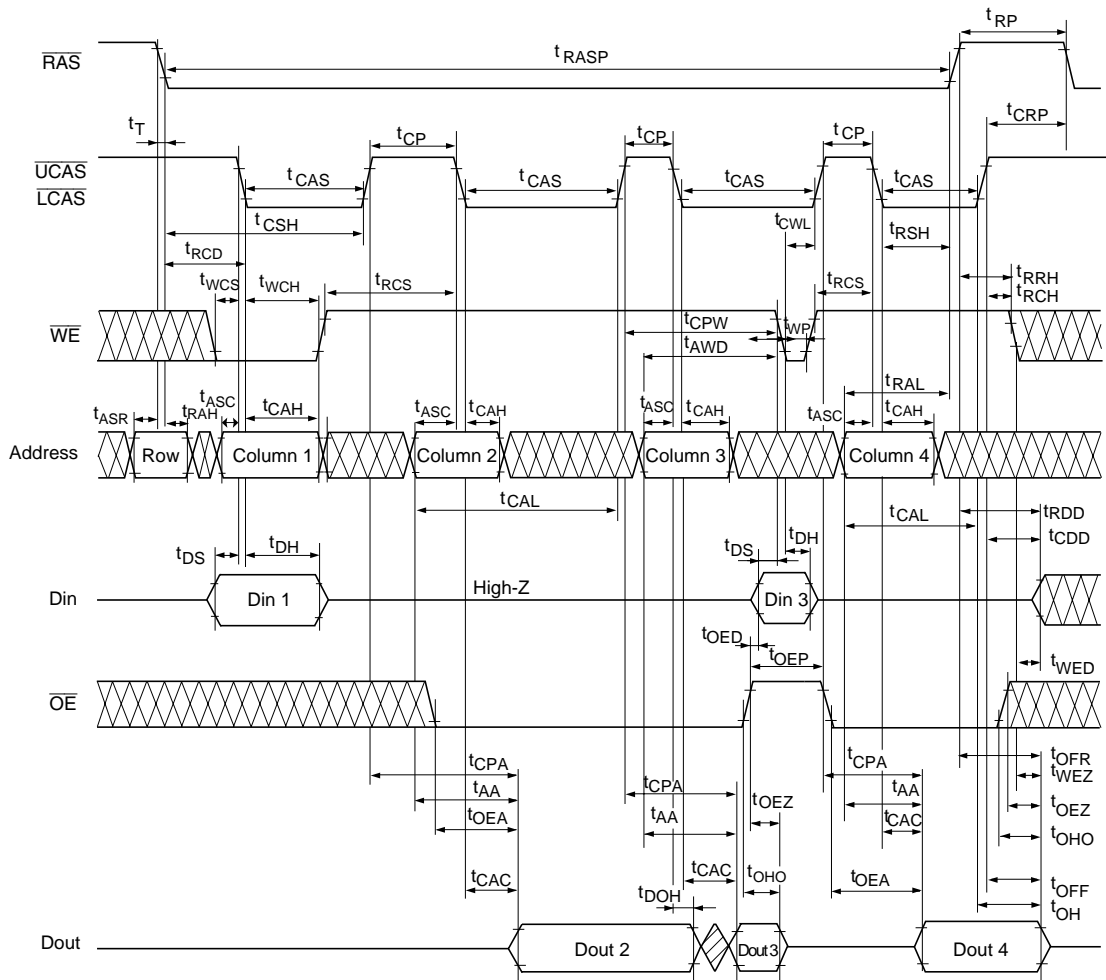 tRP
RAS
tRASP
tT
tCP tCP tCP tCRP
UCAS
LCAS
tCAS tCAS tCAS tCAS
tCSH tCWL tRSH
tRCD
tWCS tWCH tRCS tRCS tRRH
tRCH
WE
tCPW tWP
tAWD
tRAL
tASR tRAH tASC tCAH tASC tCAH tASC tCAH tASC tCAH
Address Row Column 1 Column 2 Column 3 Column 4
tCAL tCAL tRDD
tCDD
tDS tDH tDS tDH
Din Din 1 High-Z Din 3
tOED tOEP tWED
OE
tCPA tCPA tCPA tOFR
tWEZ
tAA tAA tOEZ tAA tOEZ
tOEA tCAC tOHO
tCAC tCAC tOHO tOEA tOFF
tDOH tOH
Dout Dout 2 Dout 3 Dout 4